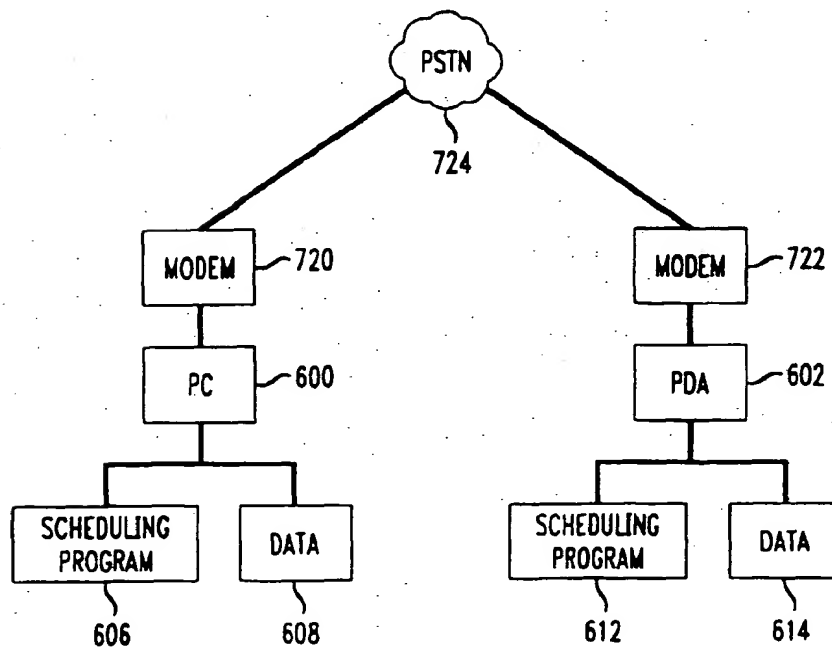 PSTN
724
MODEM
720
MODEM
722
PC
600
PDA
602
SCHEDULING
PROGRAM
DATA
SCHEDULING
PROGRAM
DATA
606
608
612
614